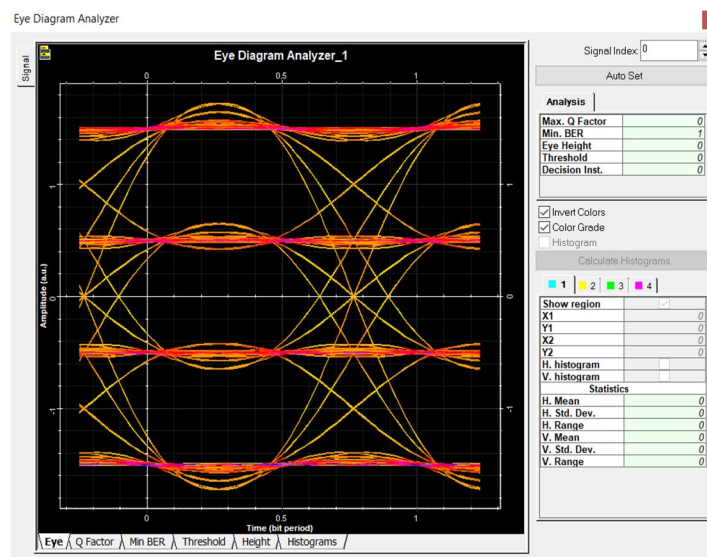 Eye Diagram Analyzer
Signal
Eye Diagram Analyzer_1
0 0.5 1
1 1
0 0
-1 -1
Amplitude (a.u.)
0 0.5 1
Time (bit period)
Eye Q Factor Min BER Threshold Height Histograms
Signal Index: 0
Auto Set
Analysis
Max. Q Factor 0
Min. BER 1
Eye Height 0
Threshold 0
Decision Inst. 0
Invert Colors
Color Grade
Histogram
Calculate Histograms
1 2 3 4
Show region
X1 0
Y1 0
X2 0
Y2 0
H. histogram
V. histogram
Statistics
H. Mean 0
H. Std. Dev. 0
H. Range 0
V. Mean 0
V. Std. Dev. 0
V. Range 0